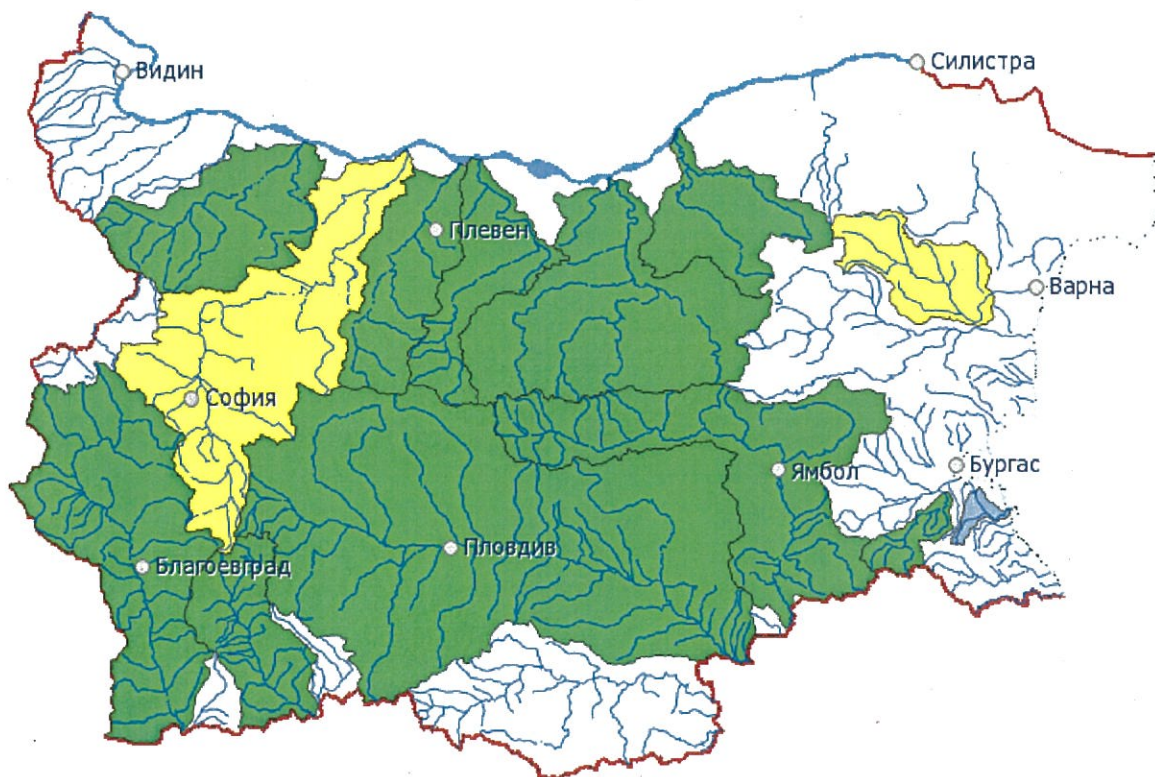 Видин
Силистра
Плевен
Варна
София
Бургас
Ямбол
Пловдив
Благоевград